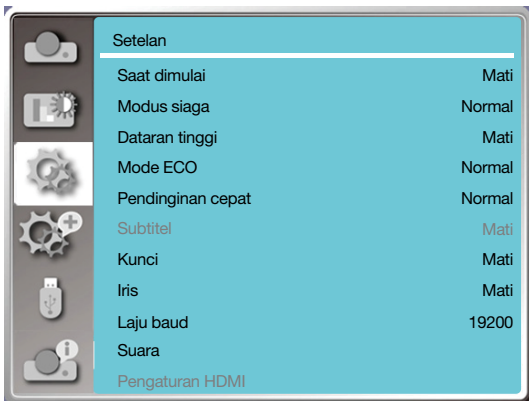 Setelan
Saat dimulai Mati
Modus siaga Normal
Dataran tinggi Mati
Mode ECO Normal
Pendinginan cepat Normal
Subtitel Mati
Kunci Mati
Iris Mati
Laju baud 19200
Suara
Pengaturan HDMI